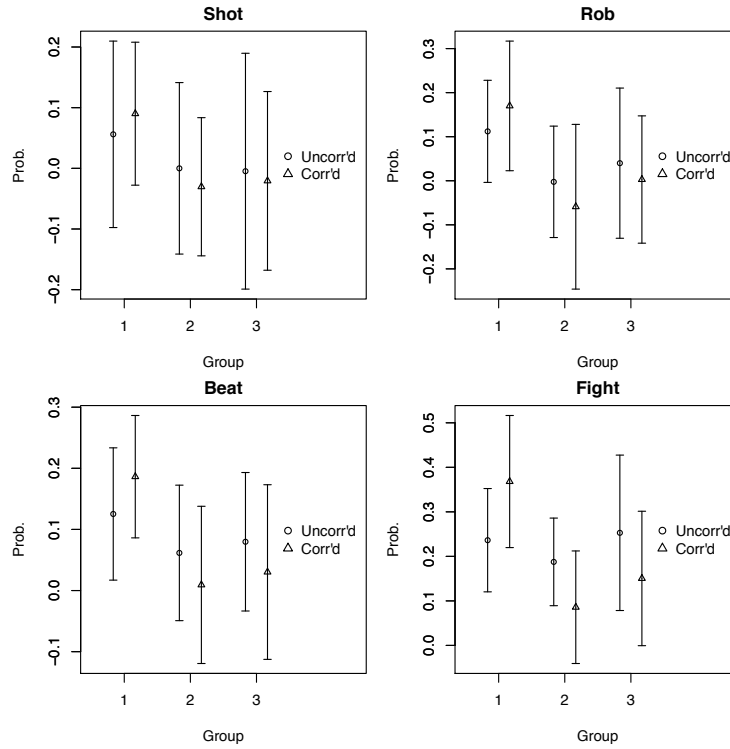 Shot
Prob.
0.2
0.1
0.0
−0.1
−0.2
Uncorr'd
Corr'd
1 2 3
Group
Rob
Prob.
0.3
0.2
0.1
0.0
−0.1
−0.2
Uncorr'd
Corr'd
1 2 3
Group
Beat
Prob.
0.3
0.2
0.1
0.0
−0.1
Uncorr'd
Corr'd
1 2 3
Group
Fight
Prob.
0.5
0.4
0.3
0.2
0.1
0.0
Uncorr'd
Corr'd
1 2 3
Group